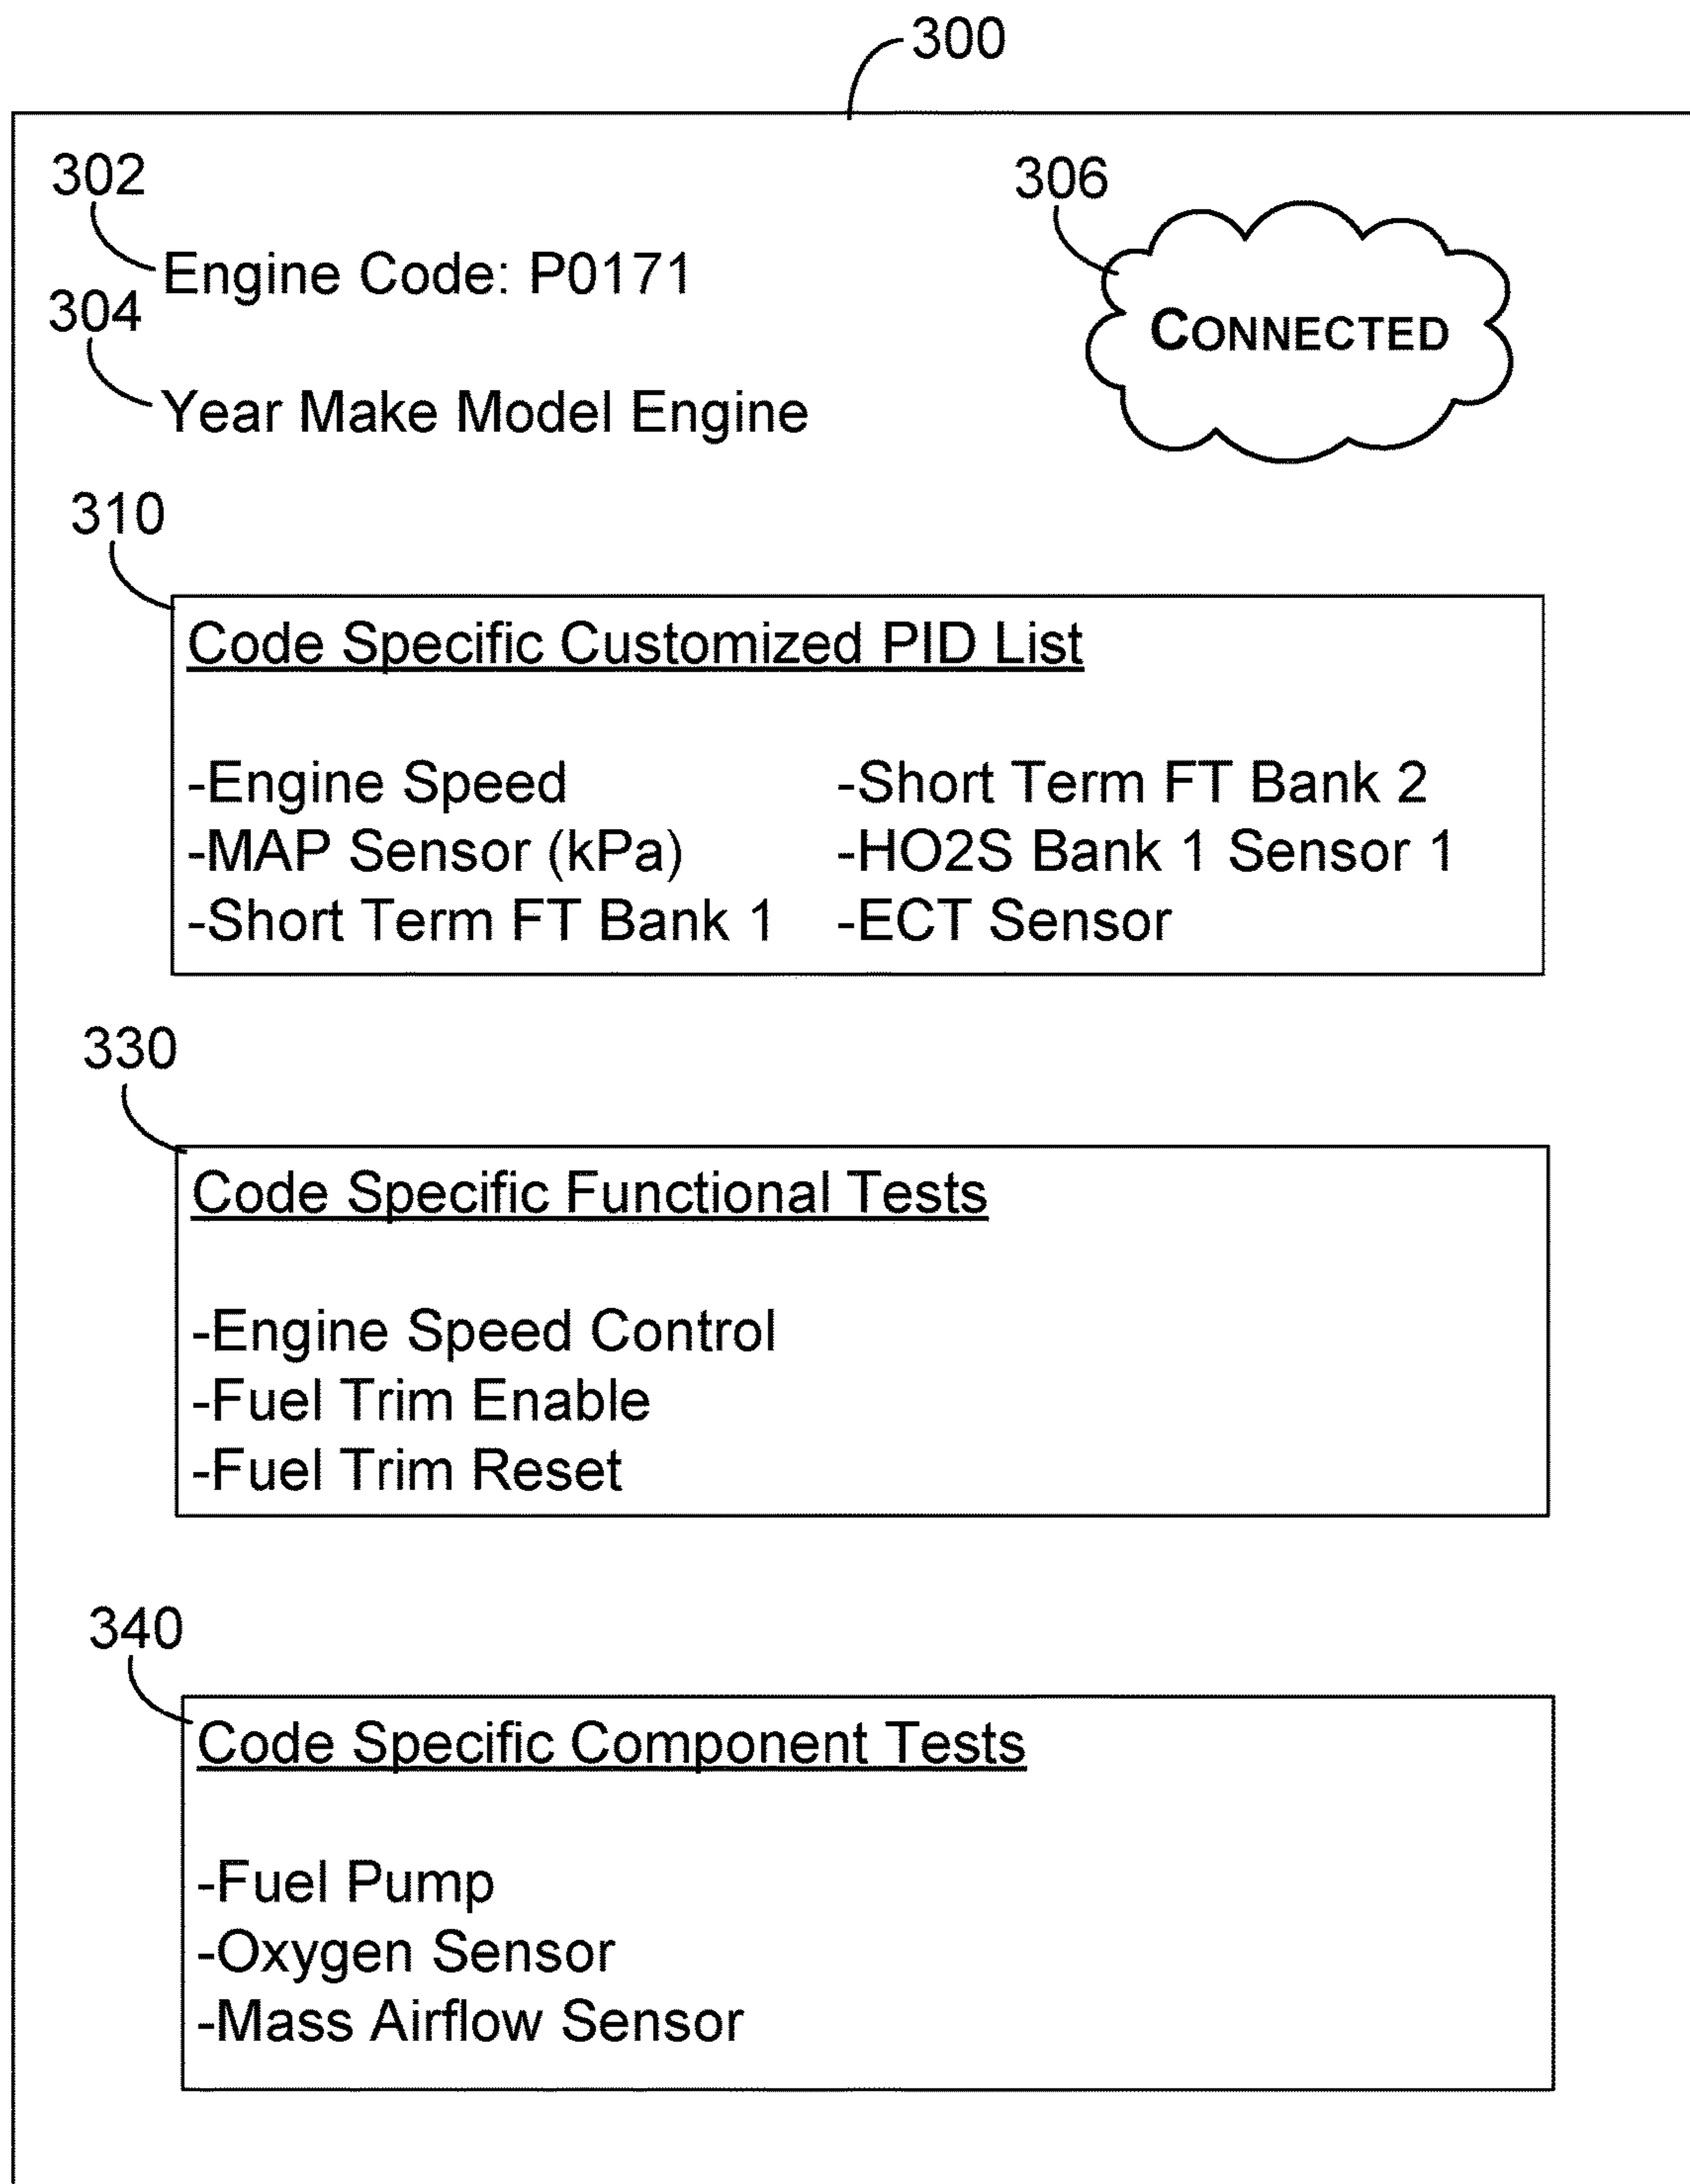 300
302
306
Engine Code: P0171
304
CONNECTED
Year Make Model Engine
310
Code Specific Customized PID List
-Engine Speed
-MAP Sensor (kPa)
-Short Term FT Bank 1
-Short Term FT Bank 2
-HO2S Bank 1 Sensor 1
-ECT Sensor
330
Code Specific Functional Tests
-Engine Speed Control
-Fuel Trim Enable
-Fuel Trim Reset
340
Code Specific Component Tests
-Fuel Pump
-Oxygen Sensor
-Mass Airflow Sensor